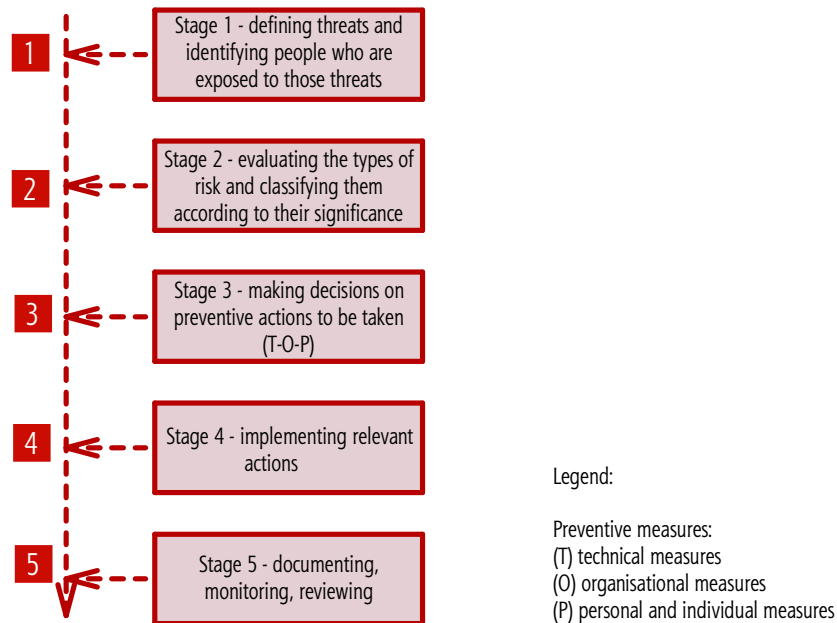 1
Stage 1 - defining threats and
identifying people who are
exposed to those threats
2
Stage 2 - evaluating the types of
risk and classifying them
according to their significance
3
Stage 3 - making decisions on
preventive actions to be taken
(T-O-P)
4
Stage 4 - implementing relevant
actions
5
Stage 5 - documenting,
monitoring, reviewing
Legend:
Preventive measures:
(T) technical measures
(O) organisational measures
(P) personal and individual measures